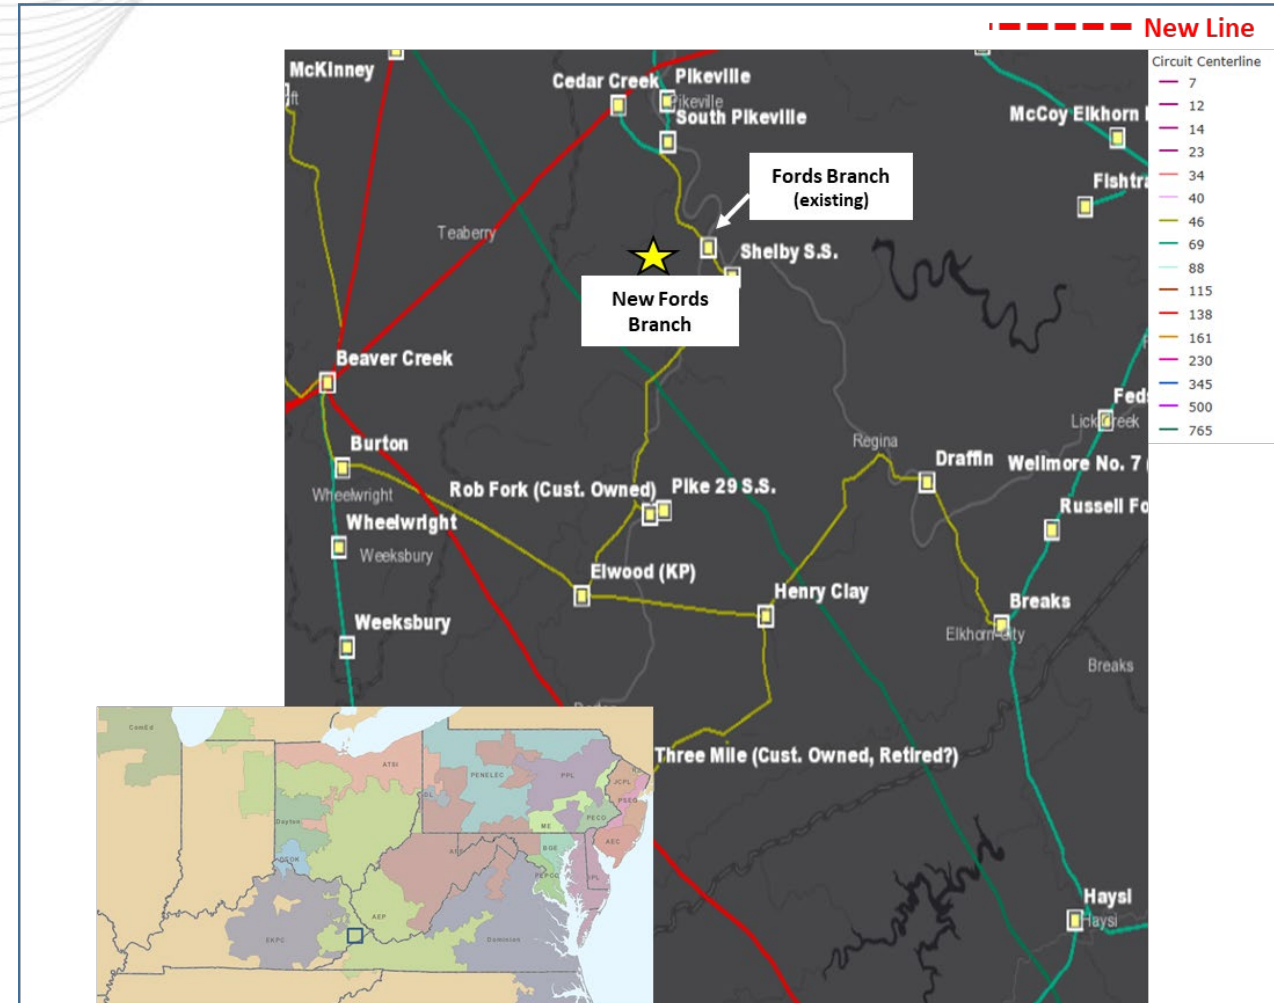 New Line
Circuit Centerline
7
12
14
23
34
40
46
69
88
115
138
161
230
345
500
765
McKinney
Cedar Creek
Pikeville
Pikeville
South Pikeville
McCoy Elkhorn
Fishtra
Fords Branch
(existing)
Teaberry
Shelby S.S.
New Fords
Branch
Beaver Creek
Feds
Lick Creek
Burton
Regina
Draffin
Wellmore No. 7
Wheelwright
Rob Fork (Cust. Owned)
Pike 29 S.S.
Russell Fo
Wheelwright
Weeksbury
Elwood (KP)
Henry Clay
Breaks
Weeksbury
Elkhorn City
Breaks
Three Mile (Cust. Owned, Retired?)
Haysi
Haysi
ComEd
ATSI
PENELEC
PPL
JCPL
PSEG
Dayton
ME
PECO
AEC
BGE
PEPCO
DPL
AEP
EKPC
Dominion